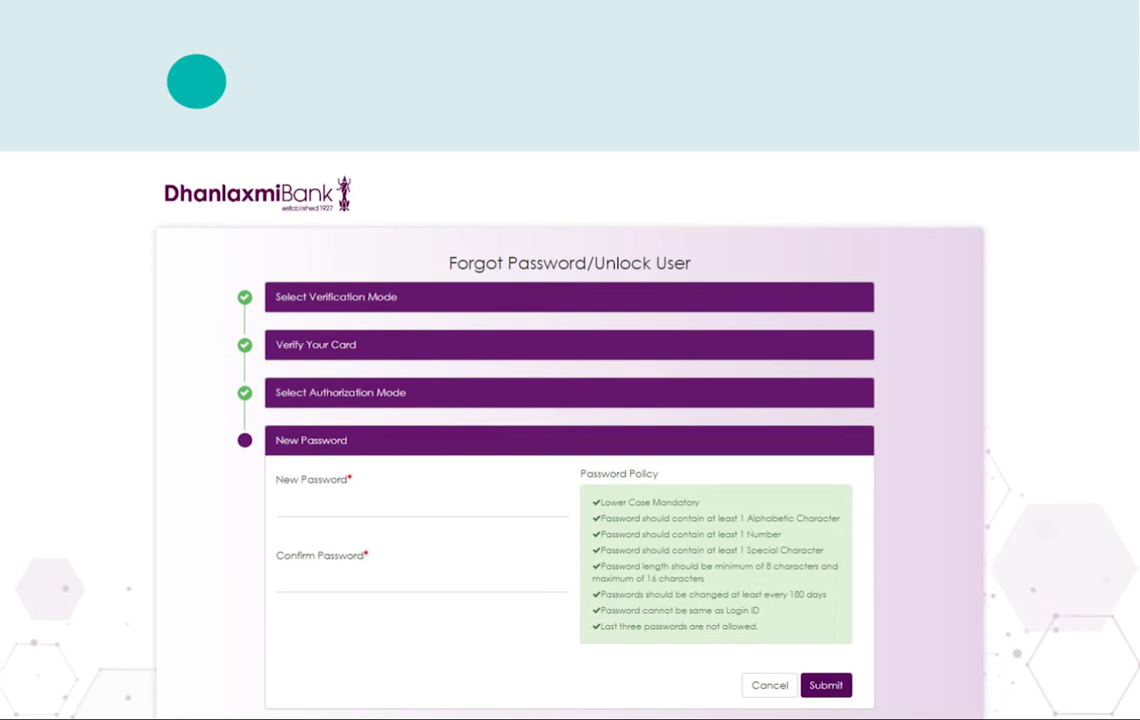 DhanlaxmiBank
established 1927
Forgot Password/Unlock User
Select Verification Mode
Verify Your Card
Select Authorization Mode
New Password
New Password*
Confirm Password*
Password Policy
✔Lower Case Mandatory
✔Password should contain at least 1 Alphabetic Character
✔Password should contain at least 1 Number
✔Password should contain at least 1 Special Character
✔Password length should be minimum of 8 characters and
maximum of 16 characters
✔Passwords should be changed at least every 180 days
✔Password cannot be same as Login ID
✔Last three passwords are not allowed.
Cancel Submit